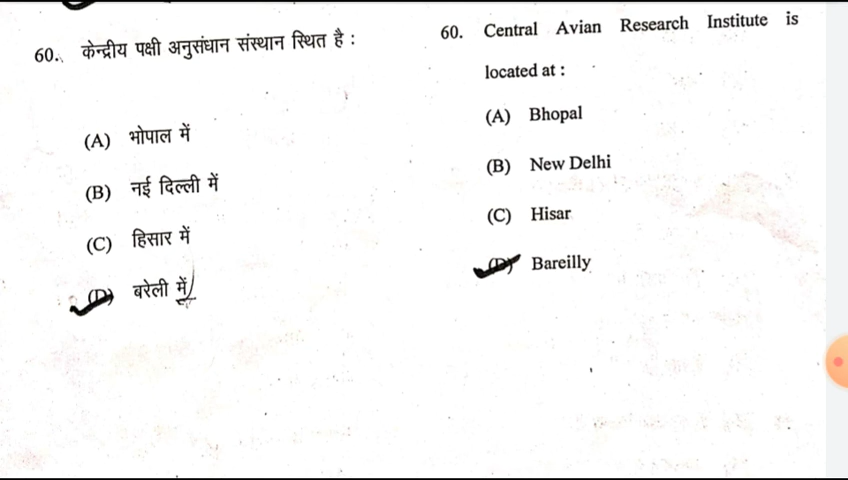 60. केन्द्रीय पक्षी अनुसंधान संस्थान स्थित है :
(A) भोपाल में
(B) नई दिल्ली में
(C) हिसार में
(D) बरेली में
60. Central Avian Research Institute is
located at :
(A) Bhopal
(B) New Delhi
(C) Hisar
(D) Bareilly